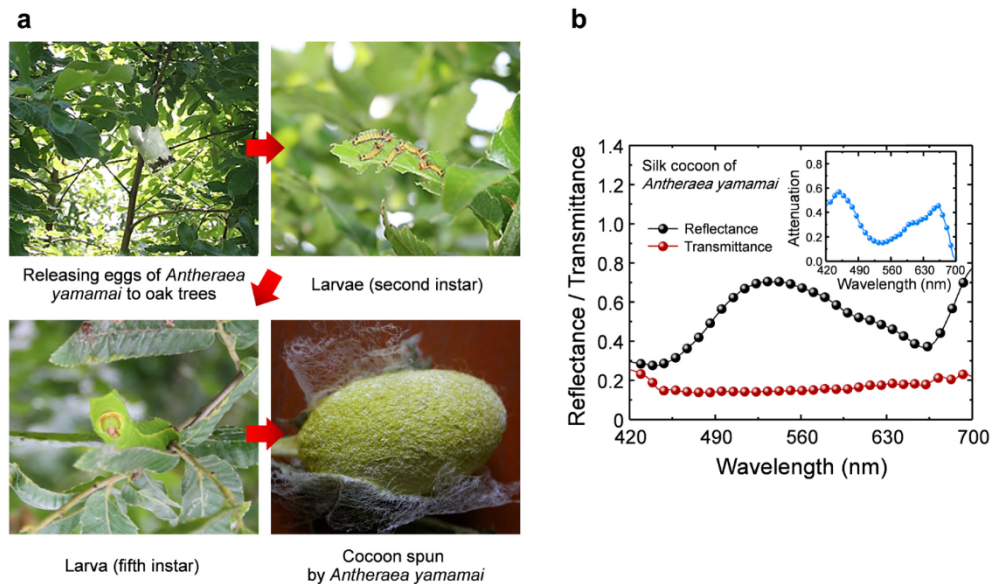 a
Releasing eggs of Antheraea
yamamai to oak trees
Larvae (second instar)
Larva (fifth instar)
Cocoon spun
by Antheraea yamamai
b
Reflectance / Transmittance
1.4
1.2
1.0
0.8
0.6
0.4
0.2
0
Silk cocoon of
Antheraea yamamai
Reflectance
Transmittance
Attenuation
0.8
0.6
0.4
0.2
0.0
420 490 560 630 700
Wavelength (nm)
420 490 560 630 700
Wavelength (nm)